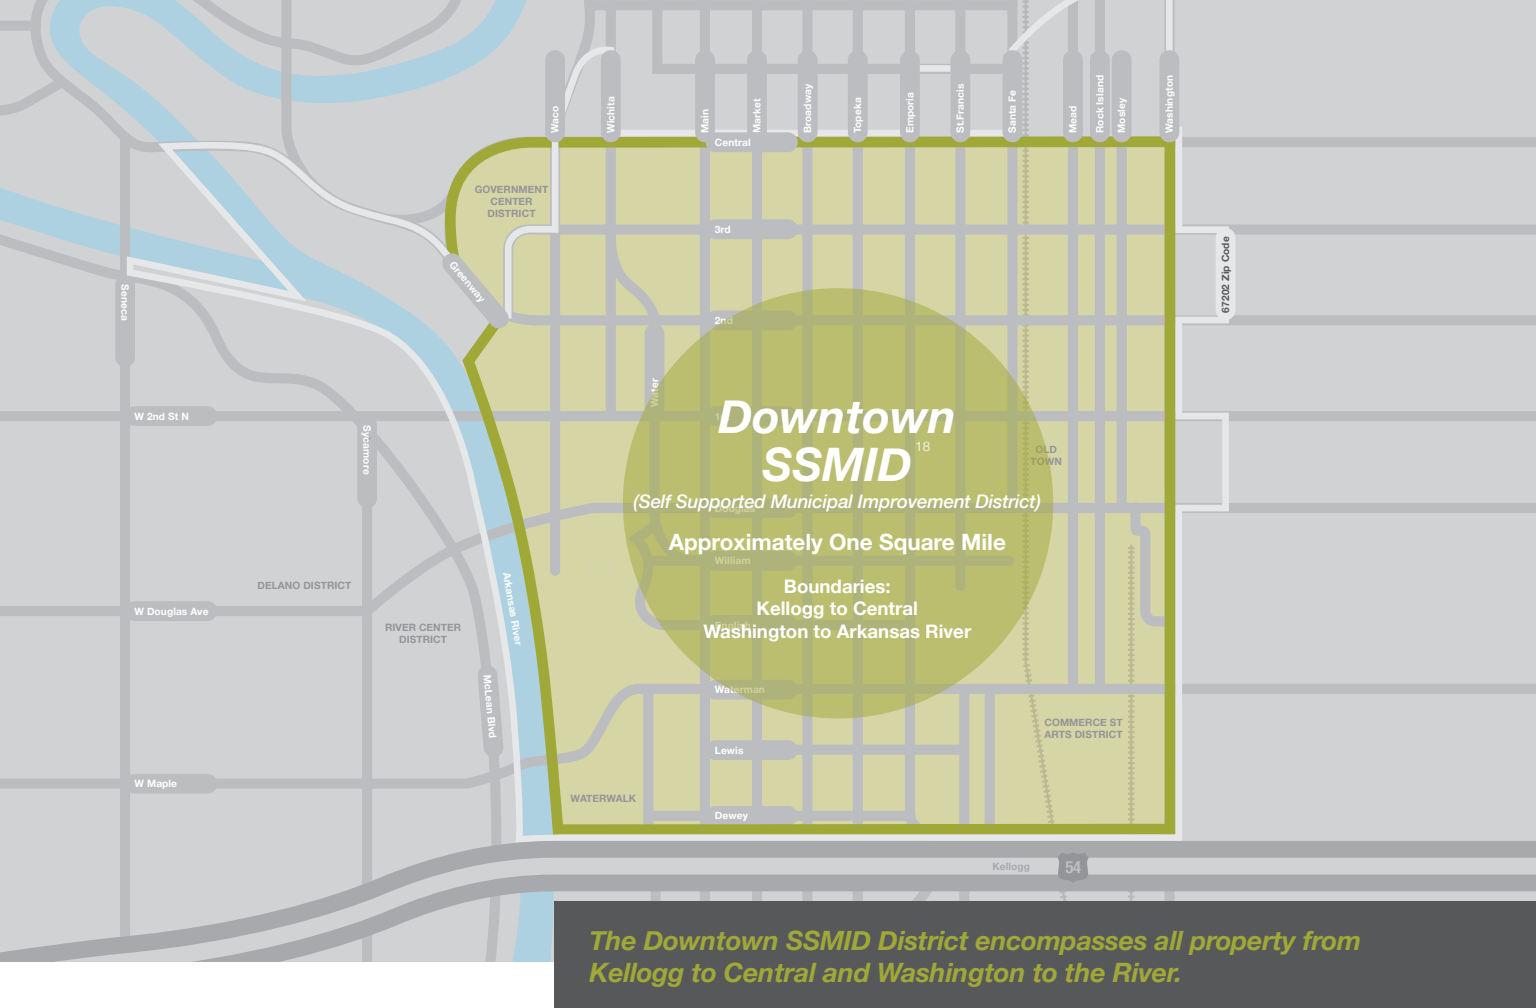 Waco
Wichita
Main
Market
Broadway
Topeka
Emporia
St.Francis
Santa Fe
Mead
Rock Island
Mosley
Washington
Central
GOVERNMENT
CENTER
DISTRICT
3rd
Greenway
67202 Zip Code
Seneca
2nd
Water
W 2nd St N
Sycamore
Downtown
SSMID 18
(Self Supported Municipal Improvement District)
OLD
TOWN
Douglas
Approximately One Square Mile
William
Boundaries:
Kellogg to Central
English
Washington to Arkansas River
DELANO DISTRICT
W Douglas Ave
RIVER CENTER
DISTRICT
Arkansas River
McLean Blvd
Waterman
COMMERCE ST
ARTS DISTRICT
Lewis
W Maple
WATERWALK
Dewey
Kellogg
54
The Downtown SSMID District encompasses all property from
Kellogg to Central and Washington to the River.